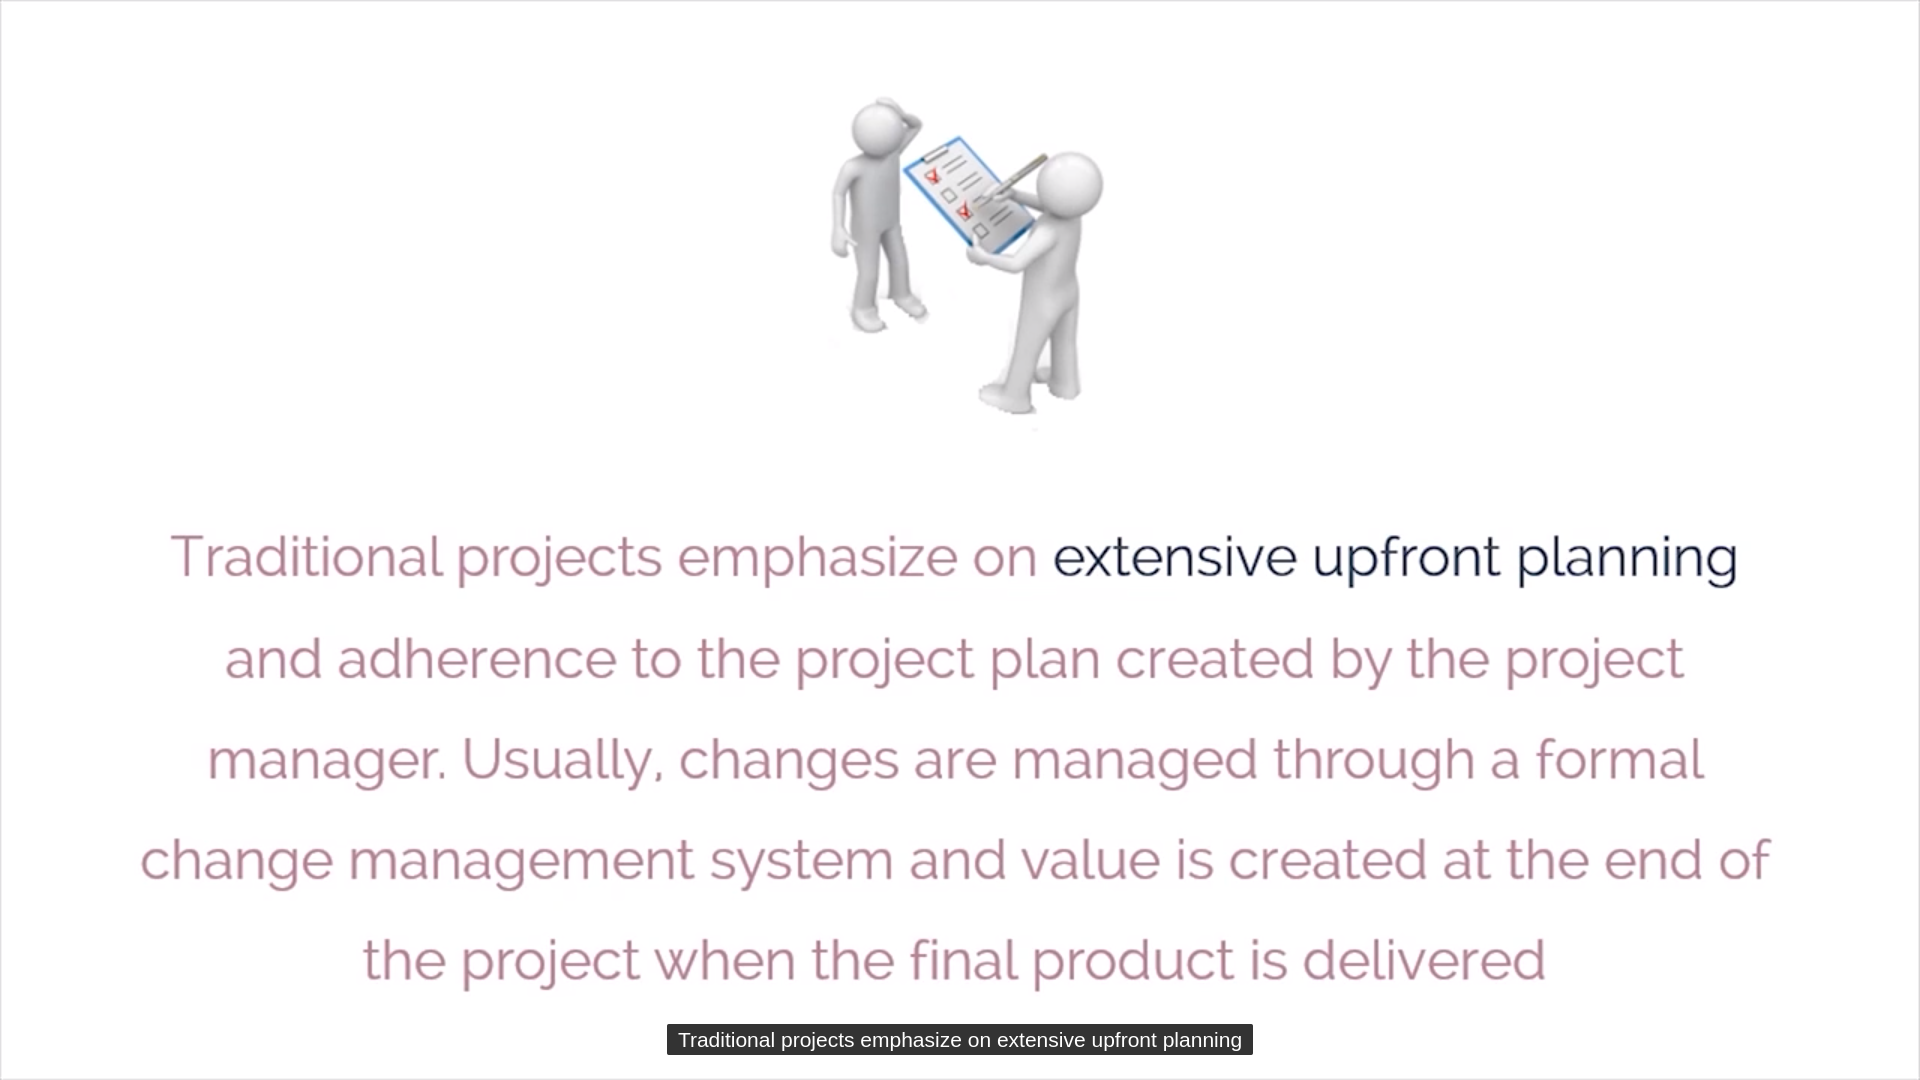 Traditional projects emphasize on extensive upfront planning
and adherence to the project plan created by the project
manager. Usually, changes are managed through a formal
change management system and value is created at the end of
the project when the final product is delivered
Traditional projects emphasize on extensive upfront planning